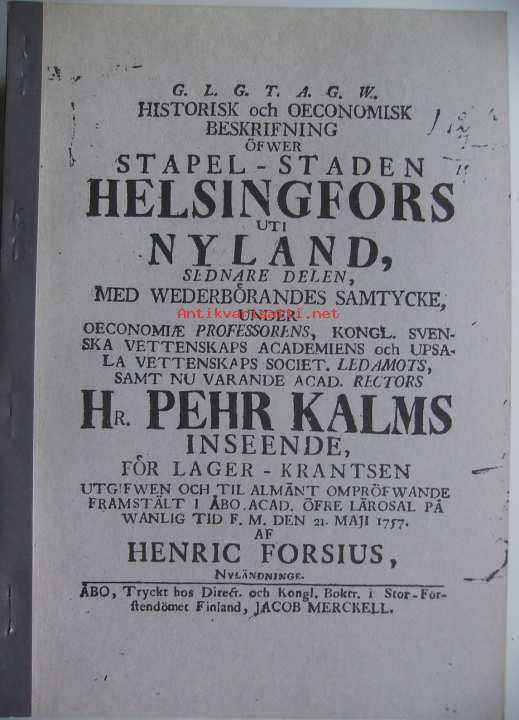 G. L. G. T. A. G. W.
HISTORISK och OECONOMISK
BESKRIFNING
ÖFWER
STAPEL-STADEN
HELSINGFORS
UTI
NYLAND,
SEDNARE DELEN,
MED WEDERBÖRANDES SAMTYCKE,
UNDER
Antikvariaatti.net
OECONOMIÆ PROFESSORENS, KONGL. SVEN-
SKA VETTENSKAPS ACADEMIENS och UPSA-
LA VETTENSKAPS SOCIET. LEDAMOTS,
SAMT NU VARANDE ACAD. RECTORS
HR. PEHR KALMS
INSEENDE,
FÖR LAGER-KRANTSEN
UTGIFWEN OCH TIL ALMÄNT OMPRÖFWANDE
FRAMSTÄLT I ÅBO ACAD. ÖFRE LÄROSAL PÅ
WANLIG TID F. M. DEN 21. MAJI 1757.
AF
HENRIC FORSIUS,
NYLÄNDNINGE.
ÅBO, Tryckt hos Direct. och Kongl. Boktr. i Stor-För-
stendömet Finland, JACOB MERCKELL.